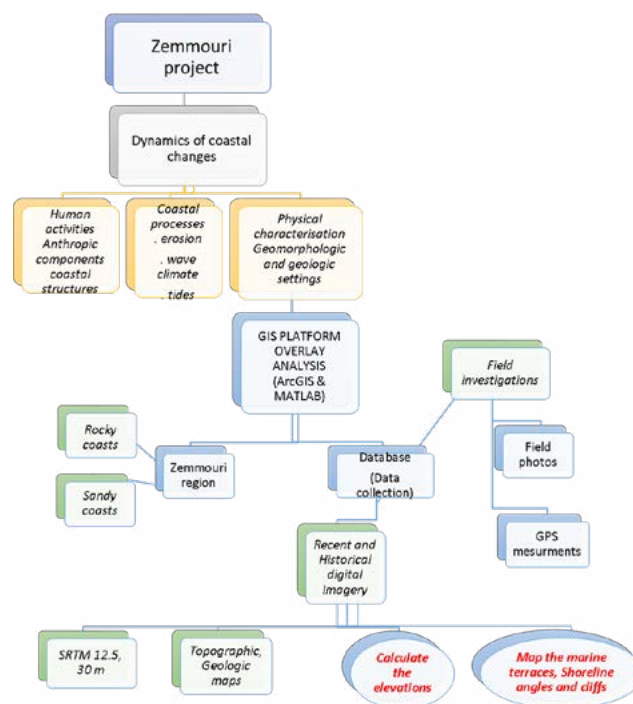 Zemmouri
project
Dynamics of coastal
changes
Human
activities
Anthropic
components
coastal
structures
Coastal
processes
. erosion
. wave
climate
. tides
Physical
characterisation
Geomorphologic
and geologic
settings
GIS PLATFORM
OVERLAY
ANALYSIS
(ArcGIS &
MATLAB)
Field
investigations
Rocky
coasts
Sandy
coasts
Zemmouri
region
Database
(Data
collection)
Field
photos
GPS
mesurments
Recent and
Historical
digital
Imagery
SRTM 12.5,
30 m
Topographic,
Geologic
maps
Calculate
the
elevations
Map the marine
terraces, Shoreline
angles and cliffs